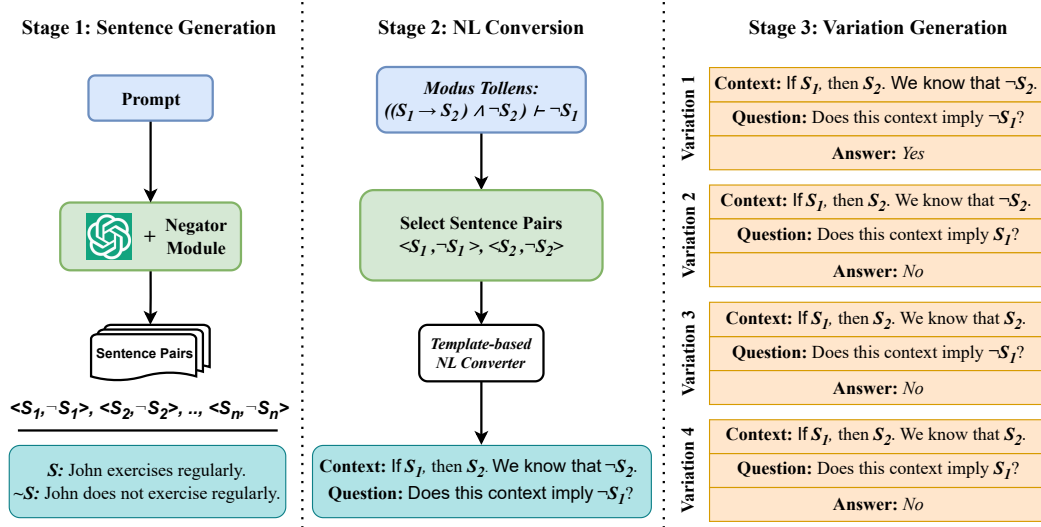 Stage 1: Sentence Generation
Prompt
+ Negator
Module
Sentence Pairs
<S₁,¬S₁>, <S₂,¬S₂>, .., <Sₙ,¬Sₙ>
S: John exercises regularly.
~S: John does not exercise regularly.
Stage 2: NL Conversion
Modus Tollens:
((S₁ → S₂) ∧ ¬S₂) ⊢ ¬S₁
Select Sentence Pairs
<S₁,¬S₁>, <S₂,¬S₂>
Template-based
NL Converter
Context: If S₁, then S₂. We know that ¬S₂.
Question: Does this context imply ¬S₁?
Stage 3: Variation Generation
Variation 1
Context: If S₁, then S₂. We know that ¬S₂.
Question: Does this context imply ¬S₁?
Answer: Yes
Variation 2
Context: If S₁, then S₂. We know that ¬S₂.
Question: Does this context imply S₁?
Answer: No
Variation 3
Context: If S₁, then S₂. We know that S₂.
Question: Does this context imply ¬S₁?
Answer: No
Variation 4
Context: If S₁, then S₂. We know that S₂.
Question: Does this context imply S₁?
Answer: No